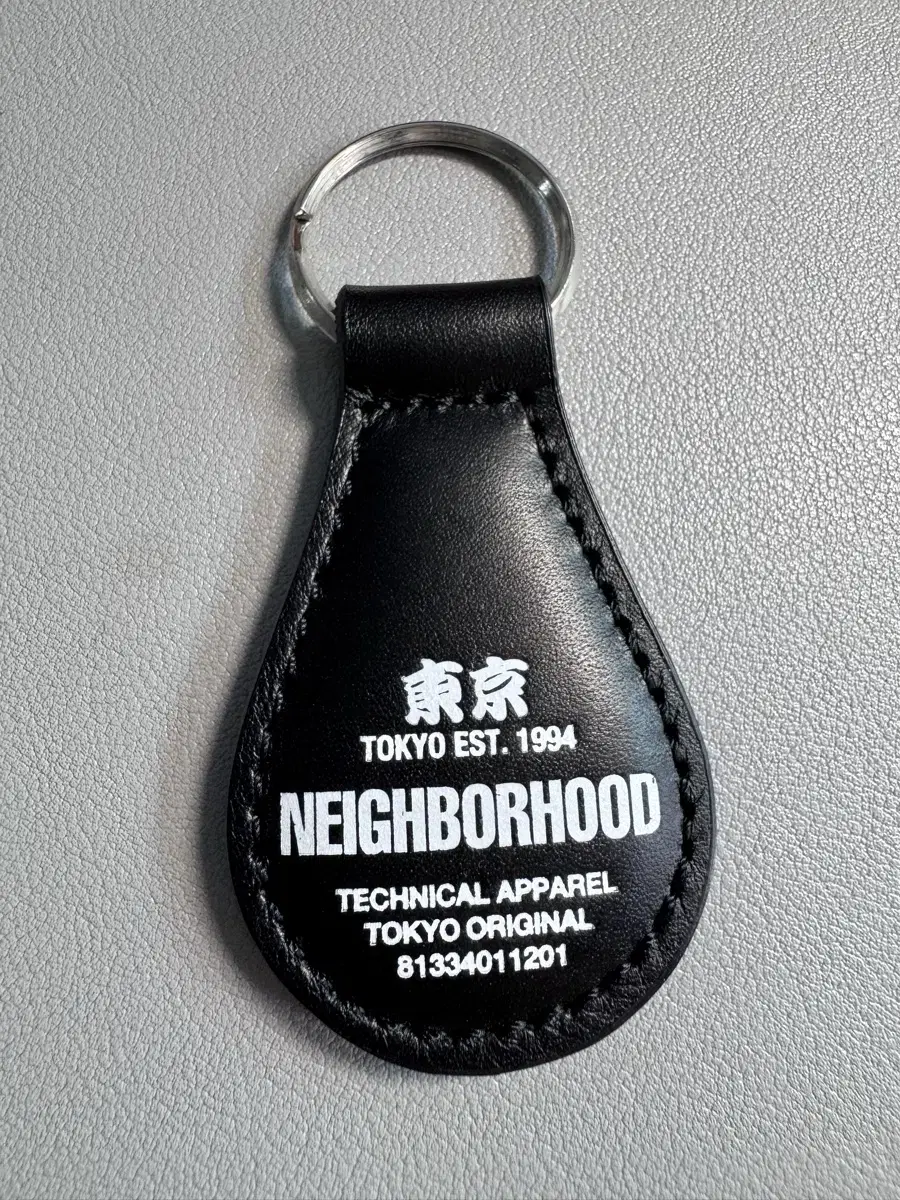 東京
TOKYO EST. 1994
NEIGHBORHOOD
TECHNICAL APPAREL
TOKYO ORIGINAL
81334011201